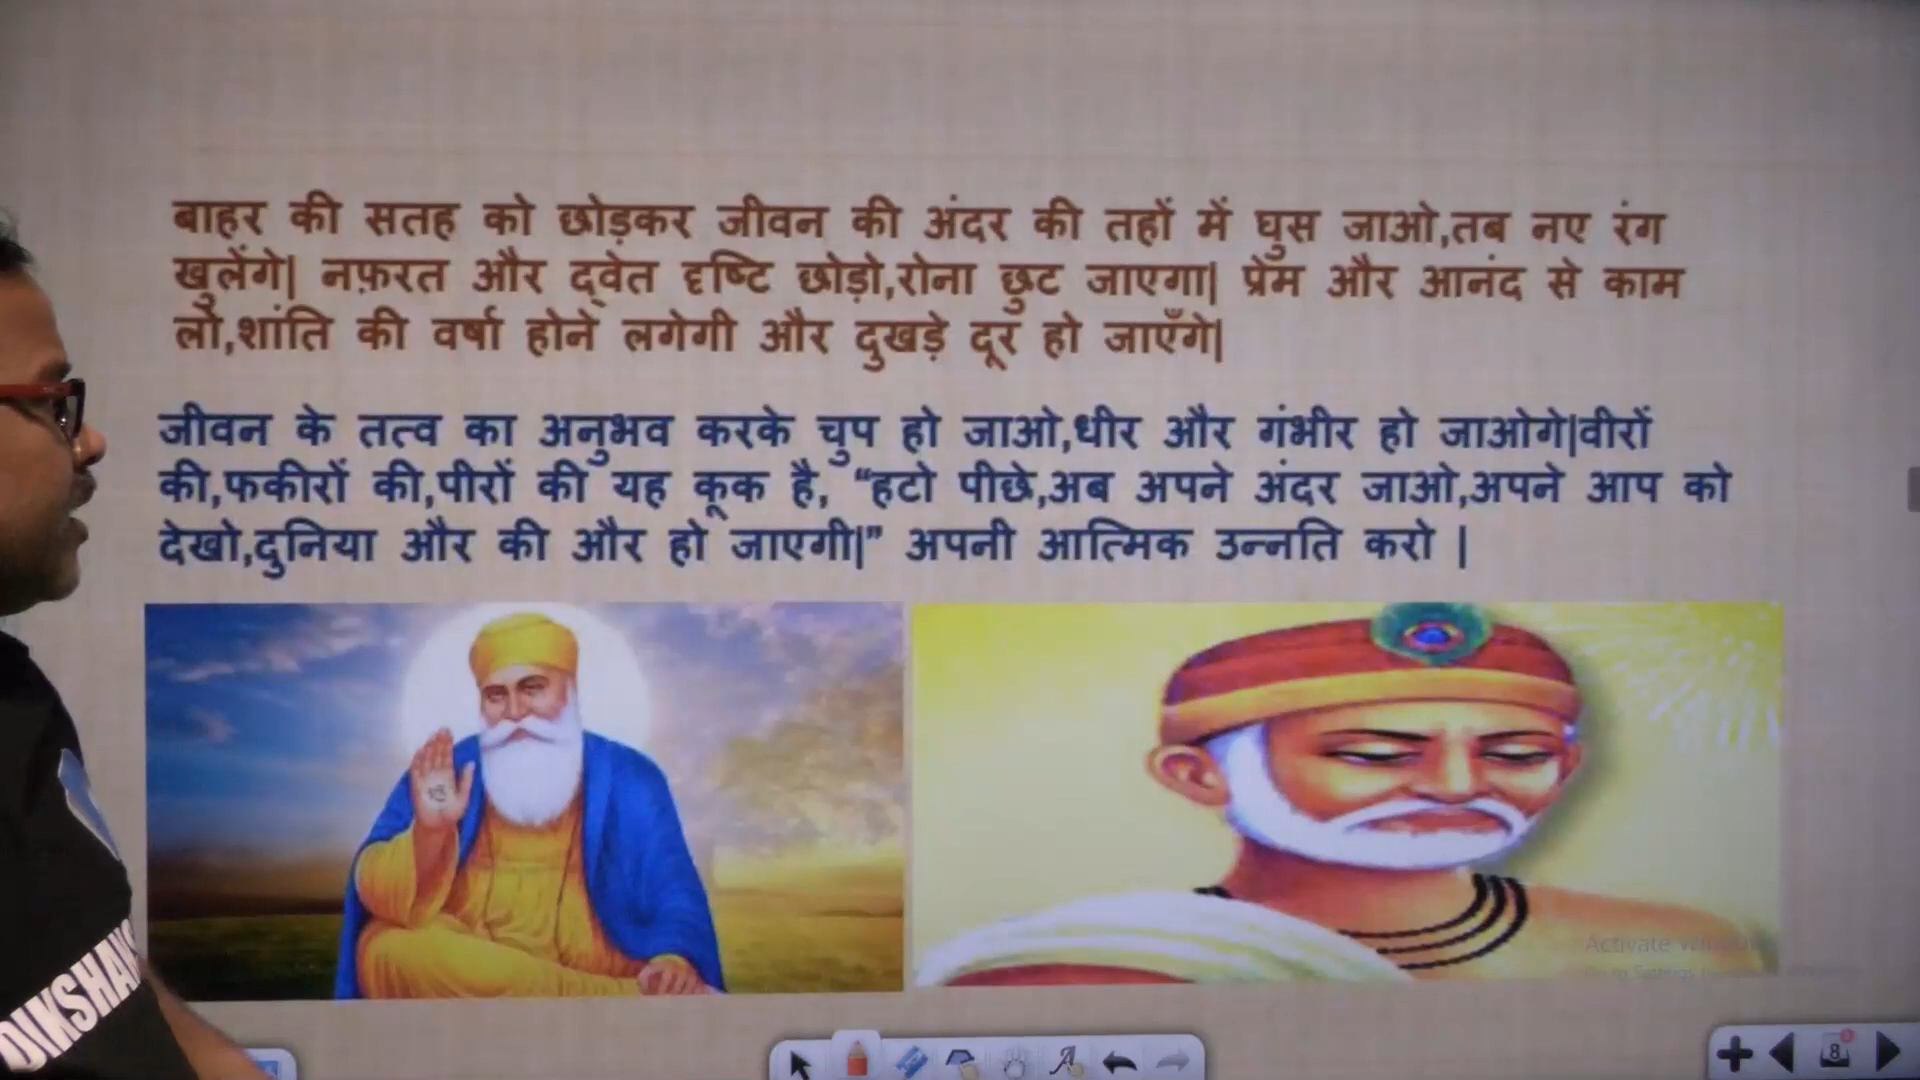 बाहर की सतह को छोड़कर जीवन की अंदर की तहों में घुस जाओ,तब नए रंग
खुलेंगे| नफ़रत और द्वेत दृष्टि छोड़ो,रोना छुट जाएगा| प्रेम और आनंद से काम
लो,शांति की वर्षा होने लगेगी और दुखड़े दूर हो जाएँगे|
जीवन के तत्व का अनुभव करके चुप हो जाओ,धीर और गंभीर हो जाओगे|वीरों
की,फकीरों की,पीरों की यह कूक है, “हटो पीछे,अब अपने अंदर जाओ,अपने आप को
देखो,दुनिया और की और हो जाएगी|” अपनी आत्मिक उन्नति करो |
Activate
8